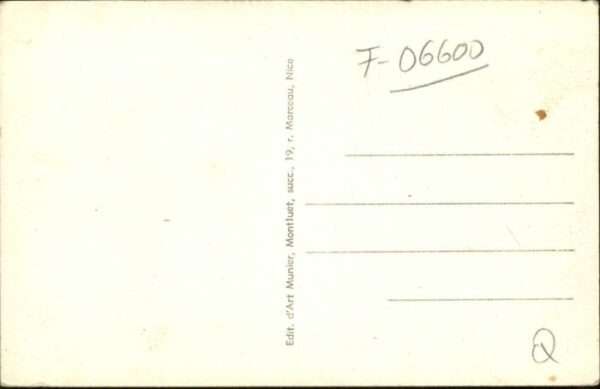 F-06600
Edit. d'Art Munier, Montluet, succ., 19, r. Marceau, Nice
Q